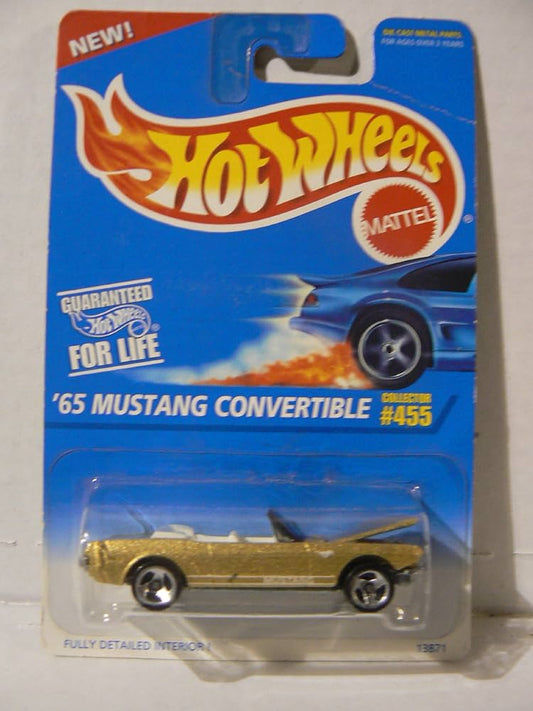 NEW!
DIE CAST METAL PARTS
FOR AGES OVER 3 YEARS
HOT WHEELS
®
MATTEL
GUARANTEED
Hot Wheels ®
FOR LIFE
'65 MUSTANG CONVERTIBLE
COLLECTOR
#455
MUSTANG
FULLY DETAILED INTERIOR!
13871